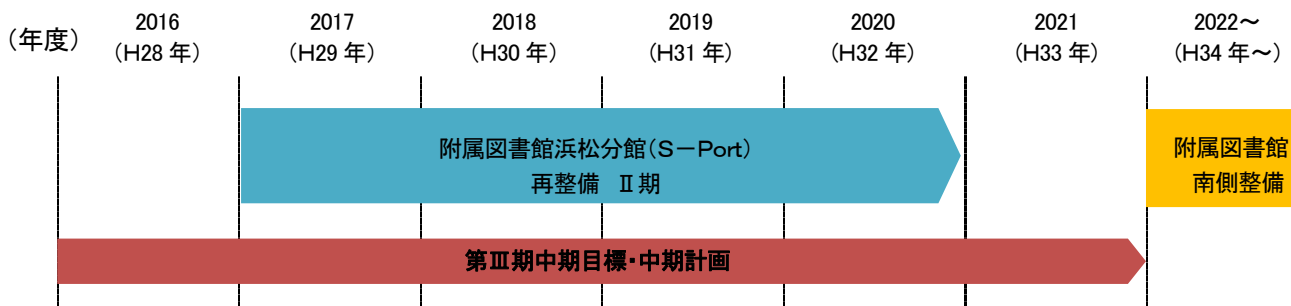 2016 2017 2018 2019 2020 2021 2022～
（年度） （H28 年） （H29 年） （H30 年） （H31 年） （H32 年） （H33 年） （H34 年～）
附属図書館浜松分館（S－Port） 附属図書館
再整備　Ⅱ期 南側整備
第Ⅲ期中期目標・中期計画